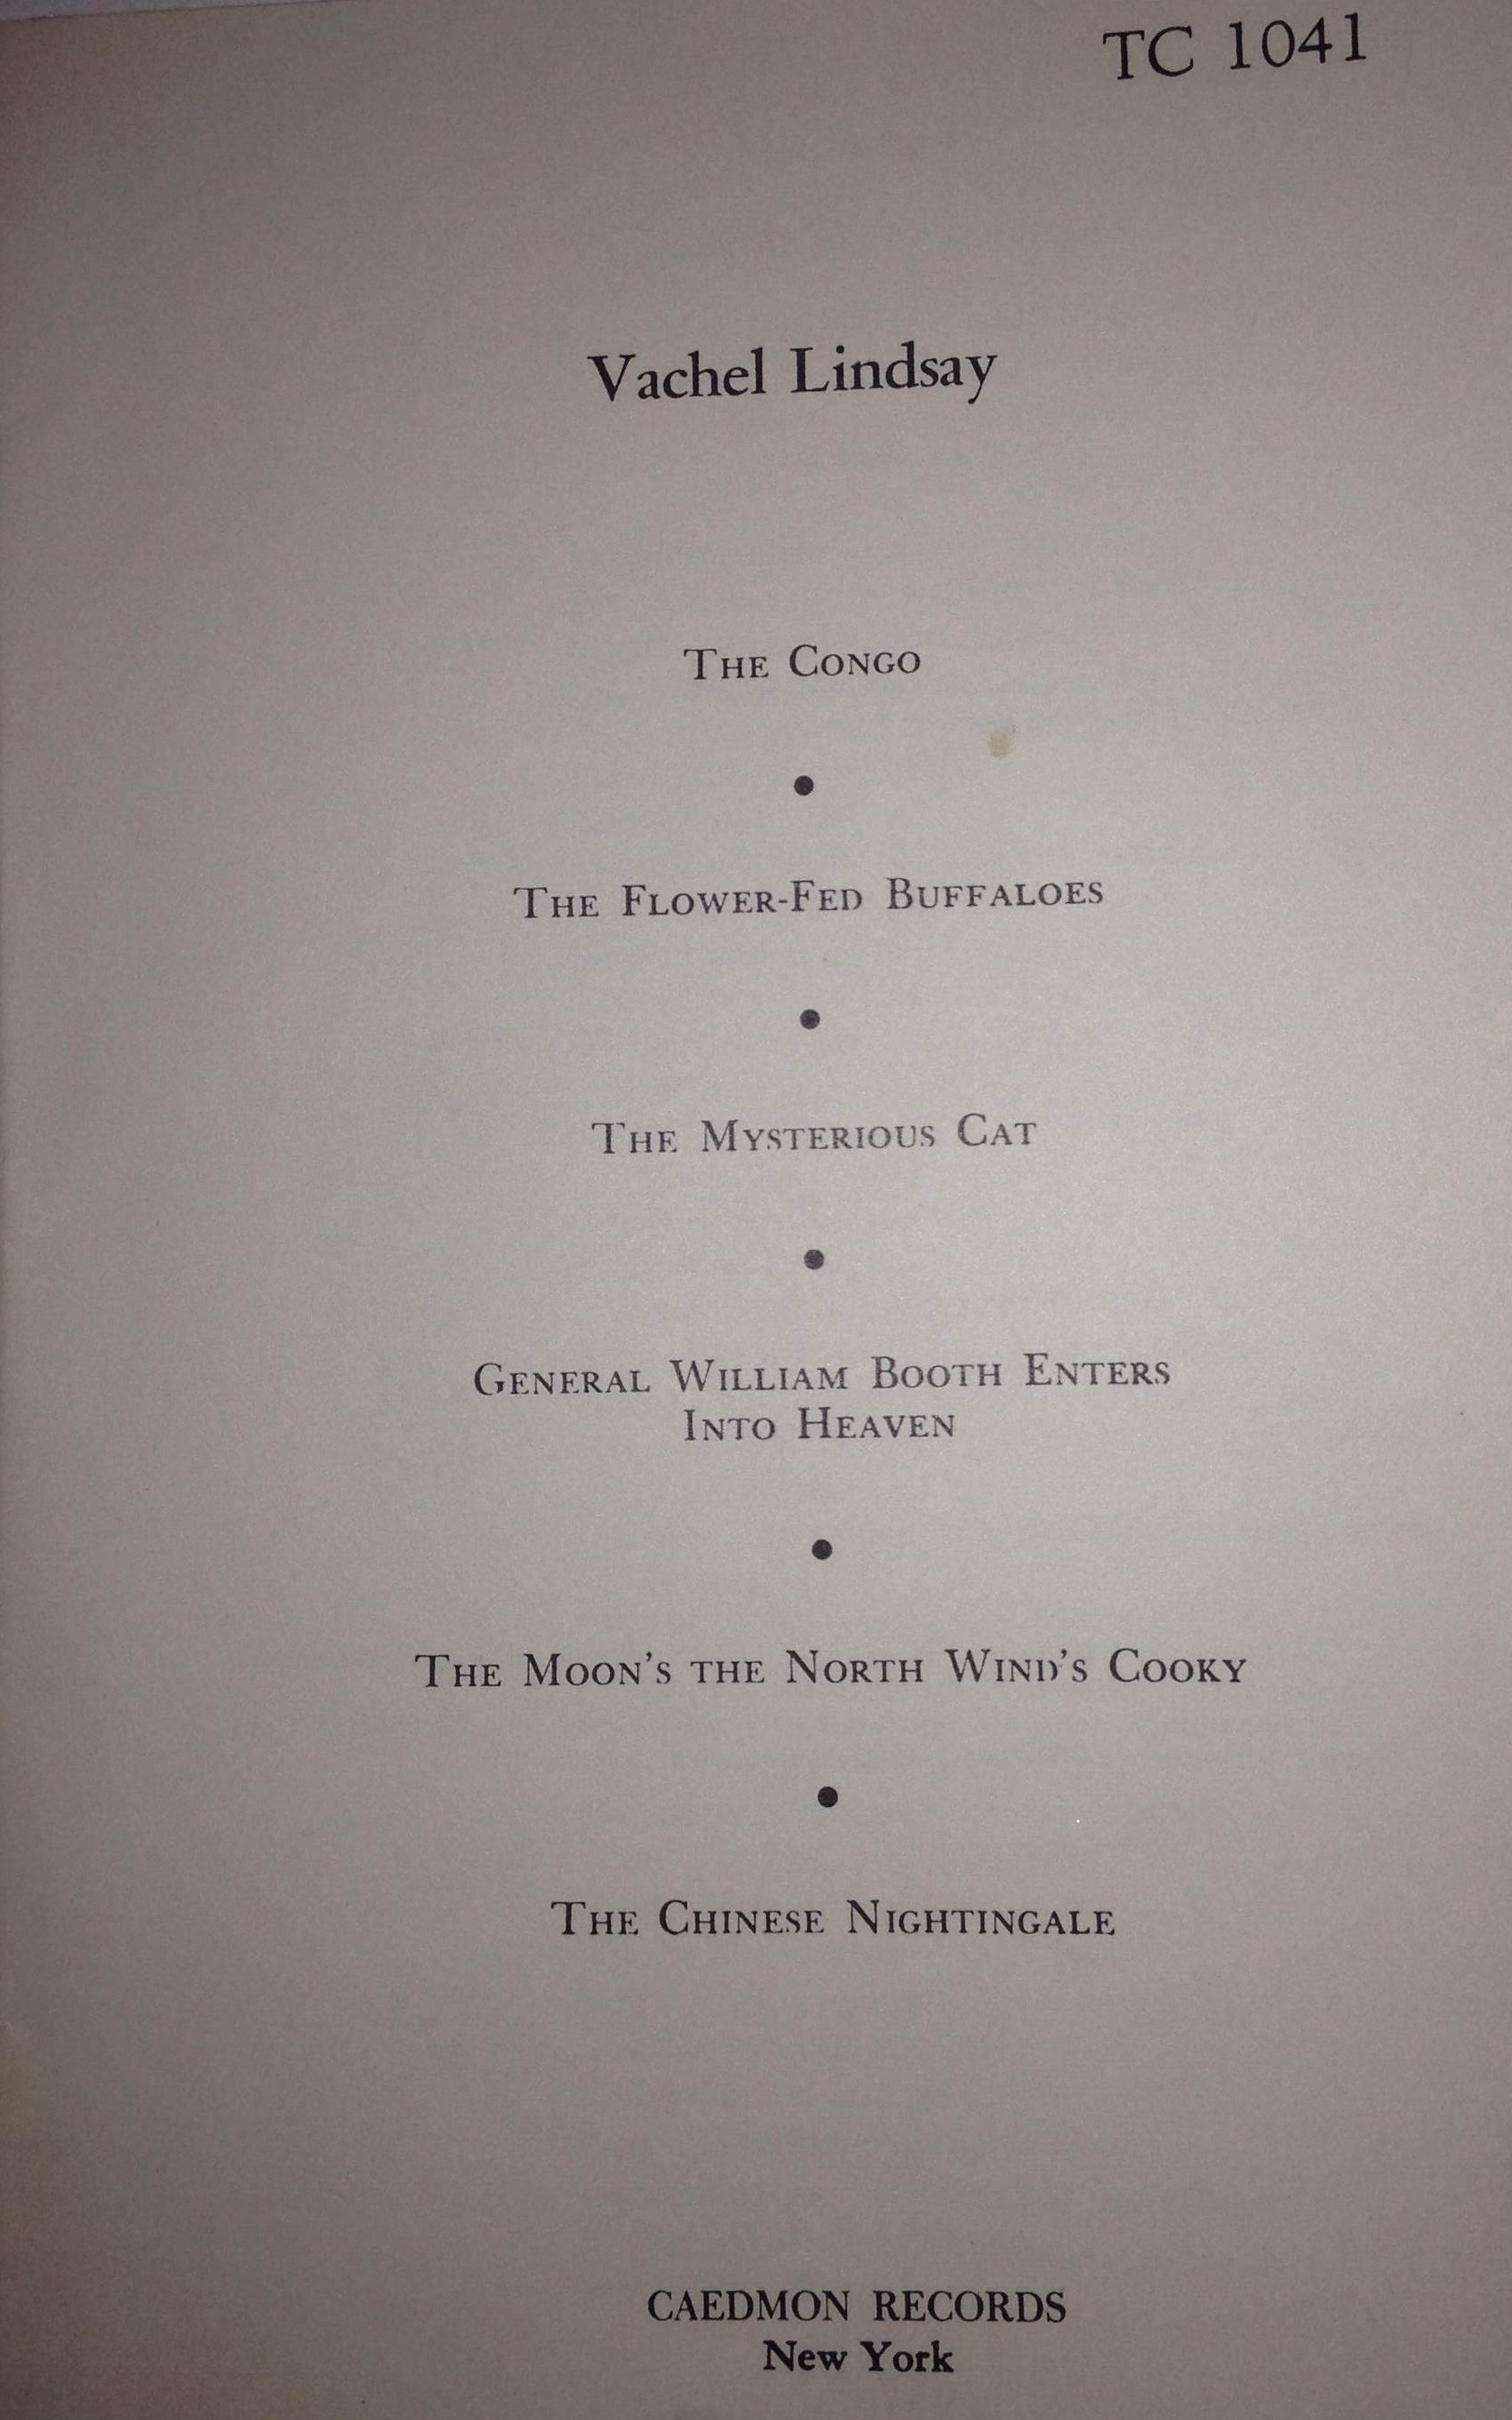 TC 1041
Vachel Lindsay
The Congo
•
The Flower-Fed Buffaloes
•
The Mysterious Cat
•
General William Booth Enters
Into Heaven
•
The Moon's the North Wind's Cooky
•
The Chinese Nightingale
CAEDMON RECORDS
New York